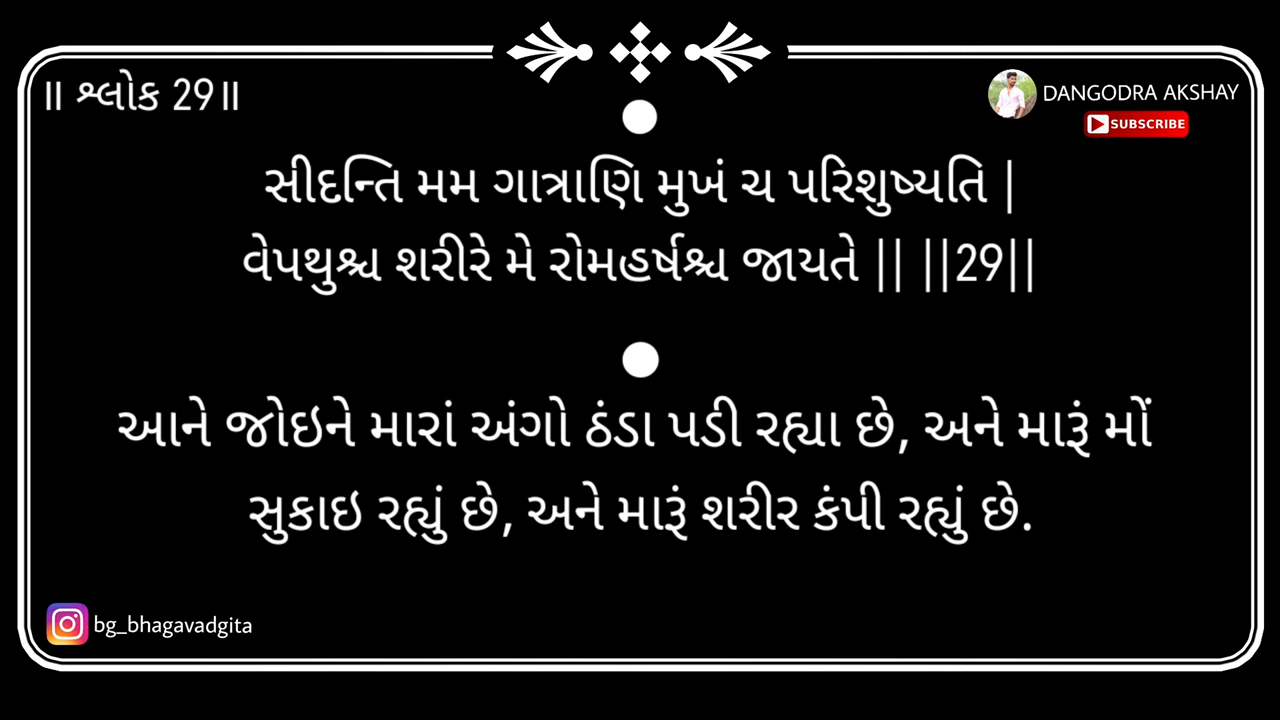 ॥ શ્લોક 29॥
DANGODRA AKSHAY
SUBSCRIBE
સીદન્તિ મમ ગાત્રાણિ મુખં ચ પરિશુષ્યતિ |
વેપથુશ્ચ શરીરે મે રોમહર્ષશ્ચ જાયતે || ||29||
આને જોઇને મારાં અંગો ઠંડા પડી રહ્યા છે, અને મારૂં મોં
સુકાઇ રહ્યું છે, અને મારૂં શરીર કંપી રહ્યું છે.
bg_bhagavadgita